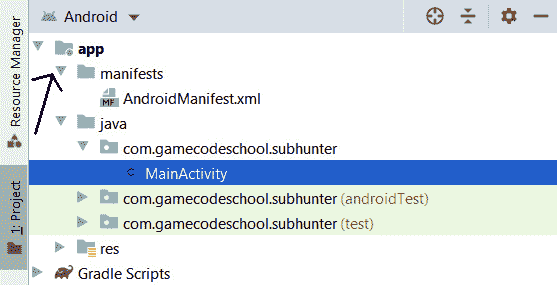 Android
Resource Manager
1: Project
app
manifests
MF AndroidManifest.xml
java
com.gamecodeschool.subhunter
C MainActivity
com.gamecodeschool.subhunter (androidTest)
com.gamecodeschool.subhunter (test)
res
Gradle Scripts